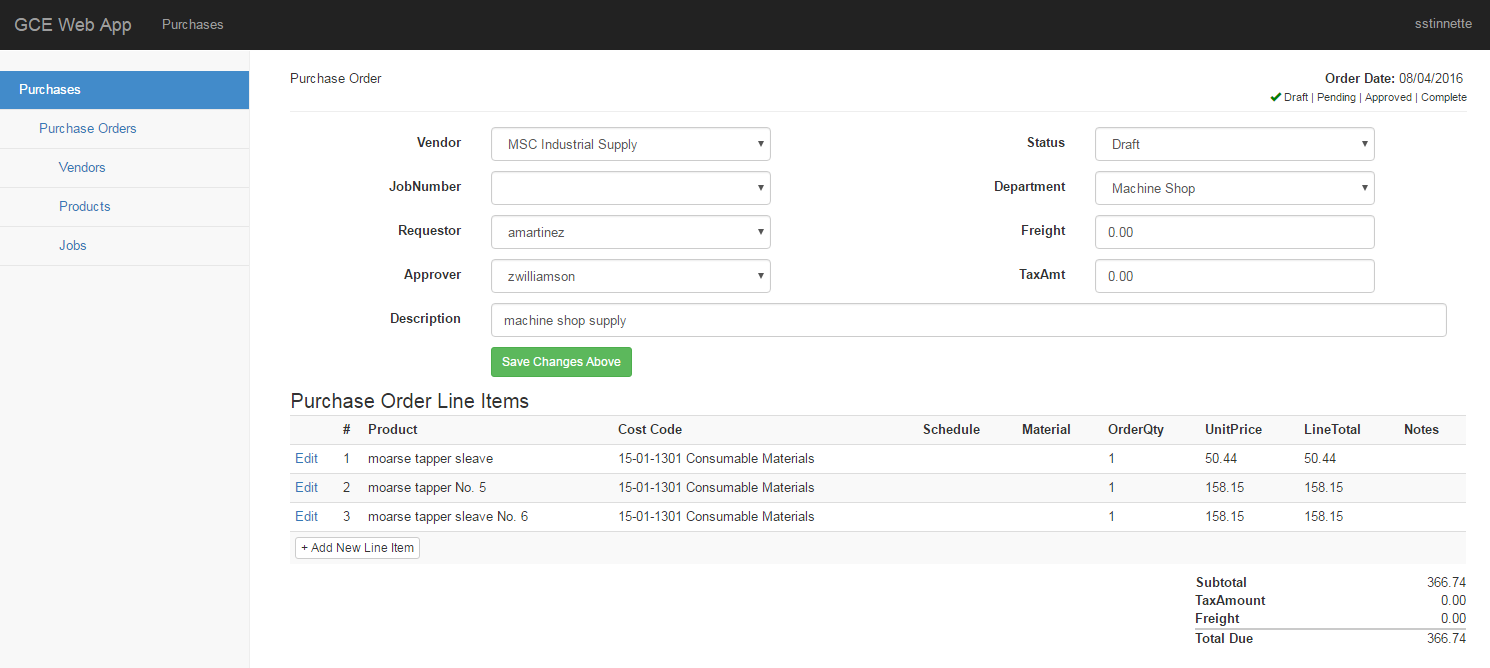 GCE Web App Purchases sstinnette
Purchases
Purchase Orders
Vendors
Products
Jobs
Purchase Order Order Date: 08/04/2016
✔ Draft | Pending | Approved | Complete
Vendor MSC Industrial Supply Status Draft
JobNumber Department Machine Shop
Requestor amartinez Freight 0.00
Approver zwilliamson TaxAmt 0.00
Description machine shop supply
Save Changes Above
Purchase Order Line Items
# Product Cost Code Schedule Material OrderQty UnitPrice LineTotal Notes
Edit 1 moarse tapper sleave 15-01-1301 Consumable Materials 1 50.44 50.44
Edit 2 moarse tapper No. 5 15-01-1301 Consumable Materials 1 158.15 158.15
Edit 3 moarse tapper sleave No. 6 15-01-1301 Consumable Materials 1 158.15 158.15
+ Add New Line Item
Subtotal 366.74
TaxAmount 0.00
Freight 0.00
Total Due 366.74